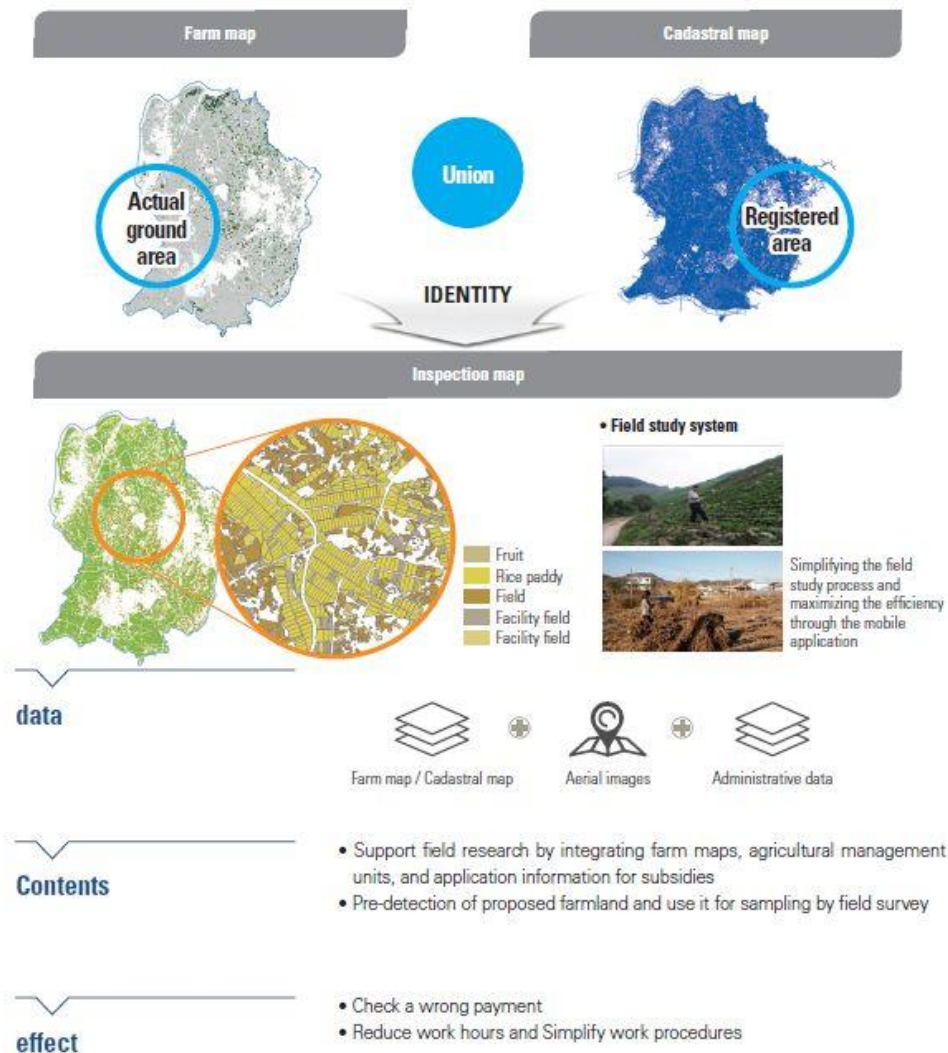 Farm map
Cadastral map
Actual
ground
area
Union
Registered
area
IDENTITY
Inspection map
• Field study system
Fruit
Rice paddy
Field
Facility field
Facility field
Simplifying the field
study process and
maximizing the efficiency
through the mobile
application
data
Farm map / Cadastral map
Aerial images
Administrative data
Contents
• Support field research by integrating farm maps, agricultural management
units, and application information for subsidies
• Pre-detection of proposed farmland and use it for sampling by field survey
effect
• Check a wrong payment
• Reduce work hours and Simplify work procedures